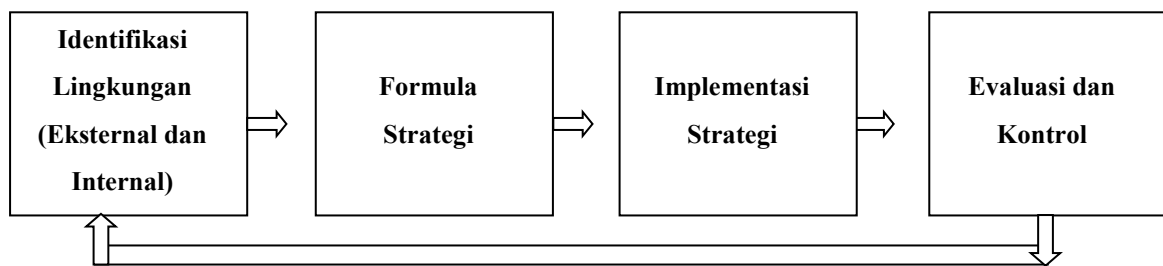 Identifikasi
Lingkungan
(Eksternal dan
Internal)
Formula
Strategi
Implementasi
Strategi
Evaluasi dan
Kontrol